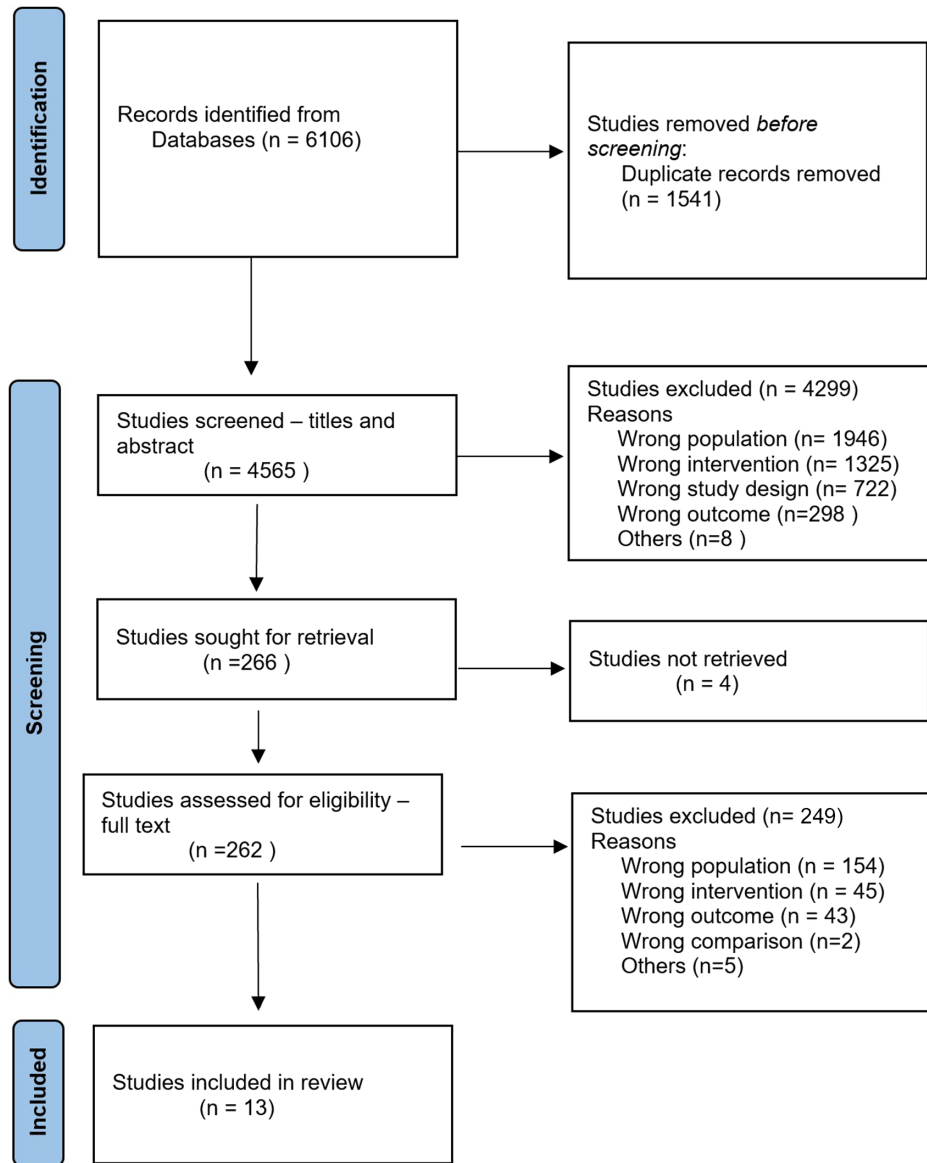 Identification
Records identified from
Databases (n = 6106)
Studies removed before
screening:
Duplicate records removed
(n = 1541)
Screening
Studies screened – titles and
abstract
(n = 4565 )
Studies excluded (n = 4299)
Reasons
Wrong population (n= 1946)
Wrong intervention (n= 1325)
Wrong study design (n= 722)
Wrong outcome (n=298 )
Others (n=8 )
Studies sought for retrieval
(n =266 )
Studies not retrieved
(n = 4)
Studies assessed for eligibility –
full text
(n =262 )
Studies excluded (n= 249)
Reasons
Wrong population (n = 154)
Wrong intervention (n = 45)
Wrong outcome (n = 43)
Wrong comparison (n=2)
Others (n=5)
Included
Studies included in review
(n = 13)